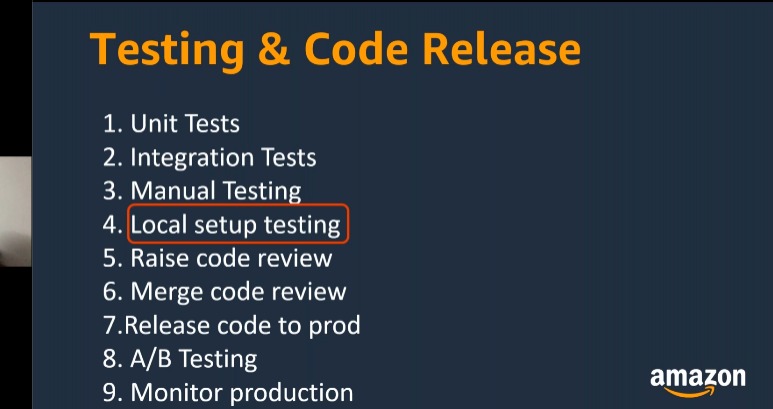 Testing & Code Release
1. Unit Tests
2. Integration Tests
3. Manual Testing
4. Local setup testing
5. Raise code review
6. Merge code review
7.Release code to prod
8. A/B Testing
9. Monitor production
amazon